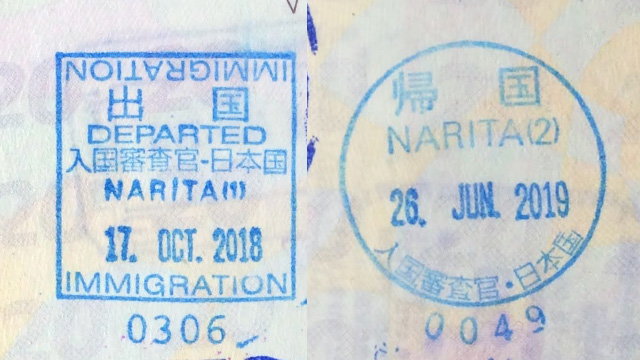 IMMIGRATION
出国
DEPARTED
入国審査官-日本国
NARITA(1)
17. OCT. 2018
IMMIGRATION
0306
帰国
NARITA(2)
26. JUN. 2019
入国審査官・日本国
0049